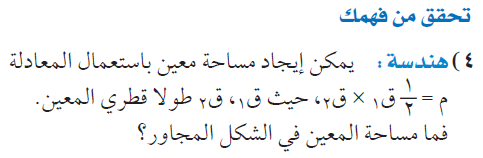 تحقق من فهمك
٤) هندسة : يمكن إيجاد مساحة معين باستعمال المعادلة
م = ١/٢ ق١ × ق٢، حيث ق١، ق٢ طولا قطري المعين.
فما مساحة المعين في الشكل المجاور؟